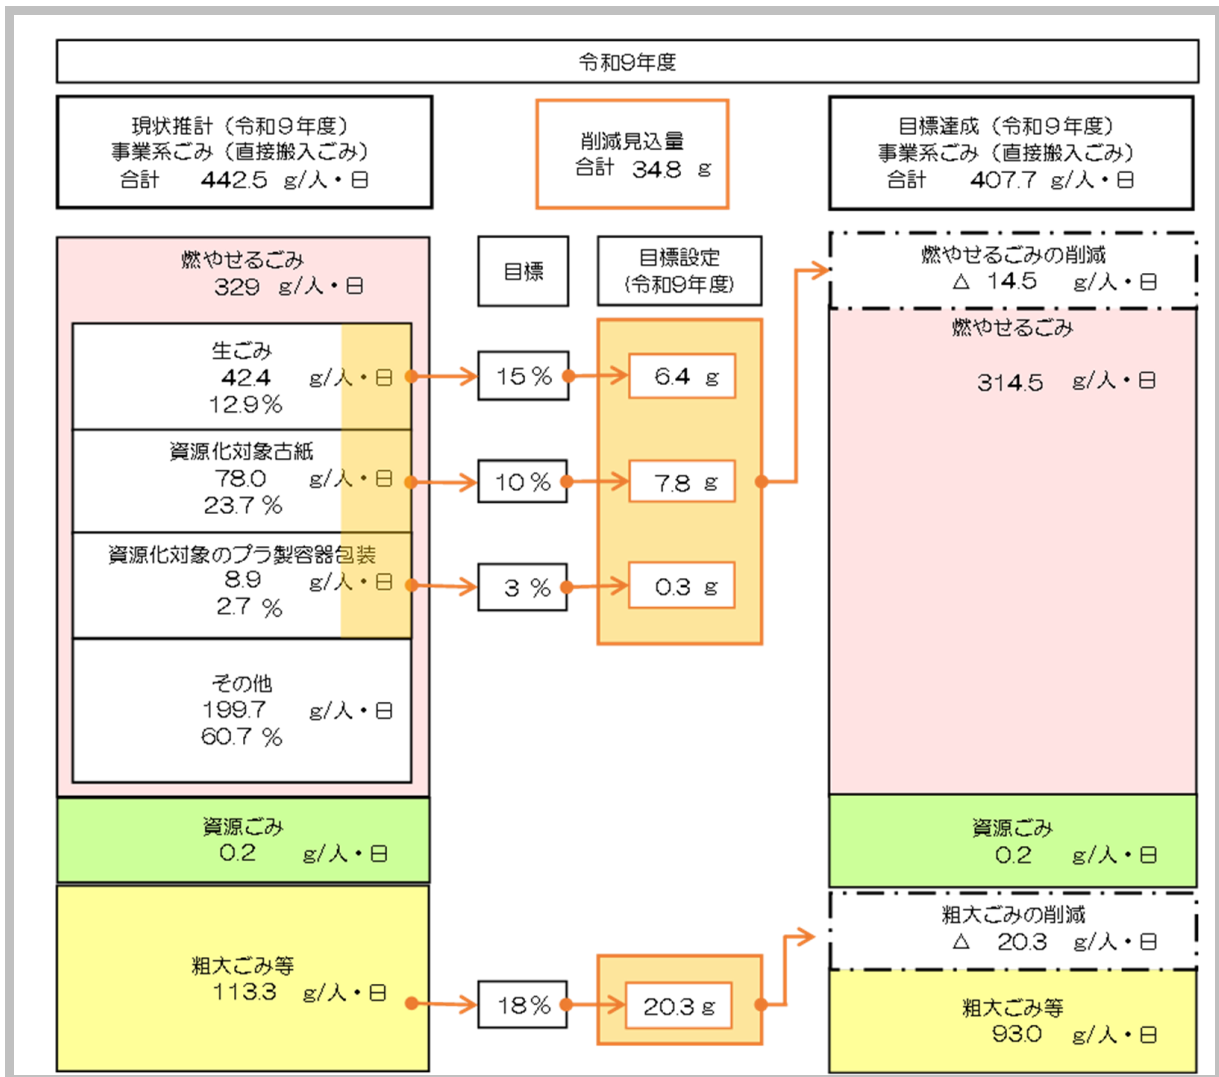 令和9年度
現状推計（令和９年度）
事業系ごみ（直接搬入ごみ）
合計 442.5 g/人・日
削減見込量
合計 34.8 g
目標達成（令和９年度）
事業系ごみ（直接搬入ごみ）
合計 407.7 g/人・日
燃やせるごみ
329 g/人・日
目標
目標設定
(令和9年度)
燃やせるごみの削減
△ 14.5 g/人・日
生ごみ
42.4 g/人・日
12.9%
15%
6.4 g
燃やせるごみ
314.5 g/人・日
資源化対象古紙
78.0 g/人・日
23.7%
10%
7.8 g
資源化対象のプラ製容器包装
8.9 g/人・日
2.7 %
3 %
0.3 g
その他
199.7 g/人・日
60.7 %
資源ごみ
0.2 g/人・日
資源ごみ
0.2 g/人・日
粗大ごみ等
113.3 g/人・日
18%
20.3 g
粗大ごみの削減
△ 20.3 g/人・日
粗大ごみ等
93.0 g/人・日